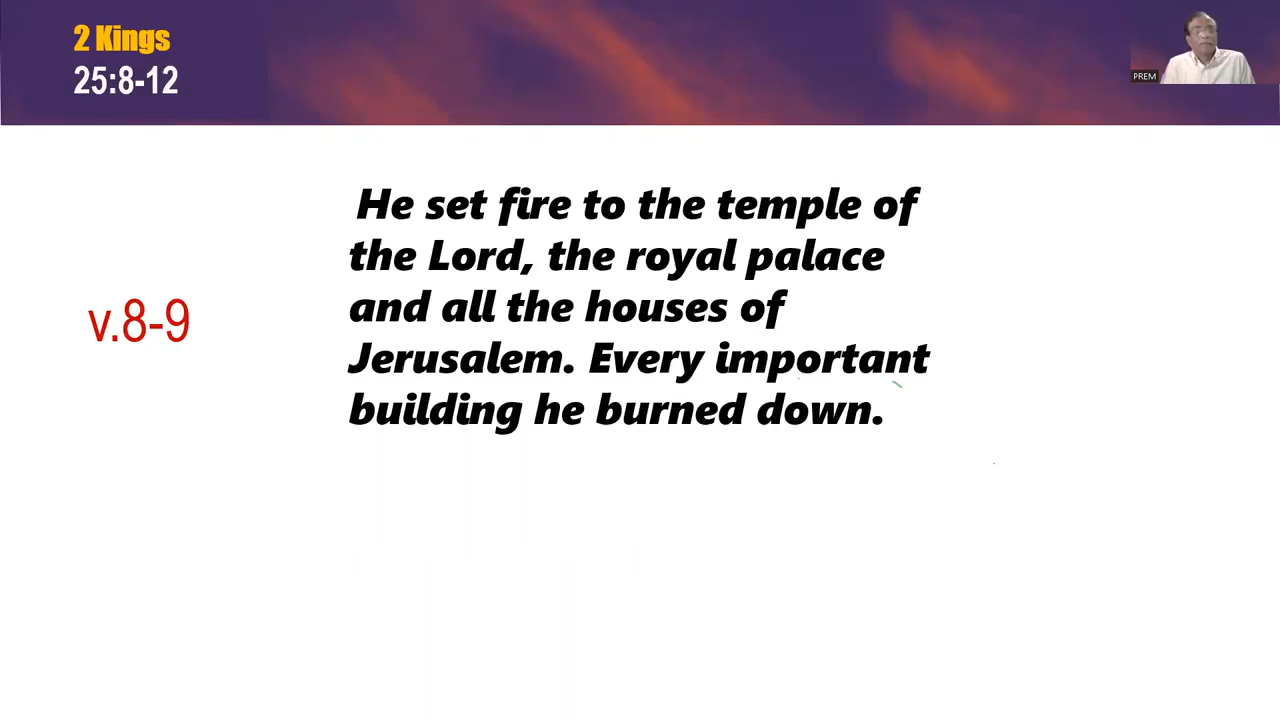 2 Kings
25:8-12
PREM
v.8-9
He set fire to the temple of
the Lord, the royal palace
and all the houses of
Jerusalem. Every important
building he burned down.